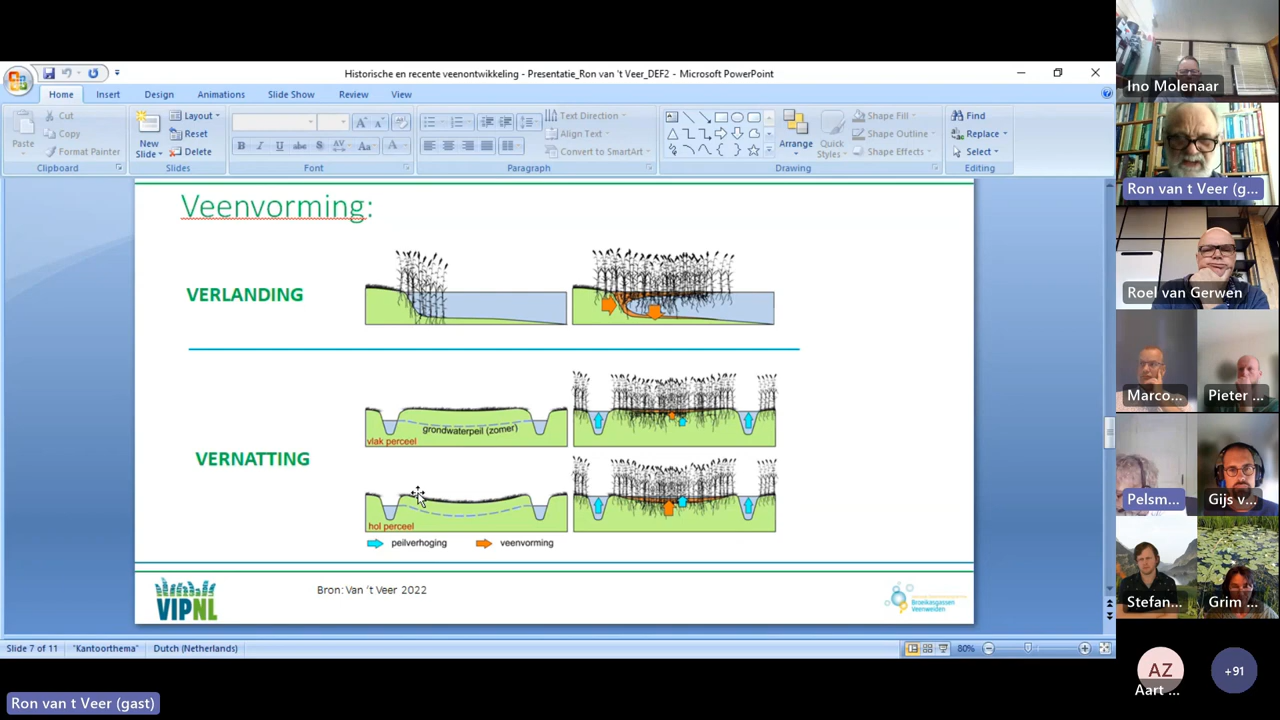 Historische en recente veenontwikkeling - Presentatie_Ron van 't Veer_DEF2 - Microsoft PowerPoint
Home Insert Design Animations Slide Show Review View
Paste
Cut
Copy
Format Painter
Clipboard
New Slide
Layout
Reset
Delete
Slides
Font
Text Direction
Align Text
Convert to SmartArt
Paragraph
Arrange
Quick Styles
Shape Fill
Shape Outline
Shape Effects
Drawing
Find
Replace
Select
Editing
Veenvorming:
VERLANDING
VERNATTING
grondwaterpeil (zomer)
vlak perceel
hol perceel
peilverhoging
veenvorming
VIPNL
Bron: Van 't Veer 2022
Broeikasgassen
Veenweiden
Slide 7 of 11 "Kantoorthema" Dutch (Netherlands) 80%
Ron van t Veer (gast)
Ino Molenaar
Ron van t Veer (g...
Roel van Gerwen
Marco...
Pieter ...
Pelsm...
Gijs v...
Stefan...
Grim ...
AZ
Aart ...
+91